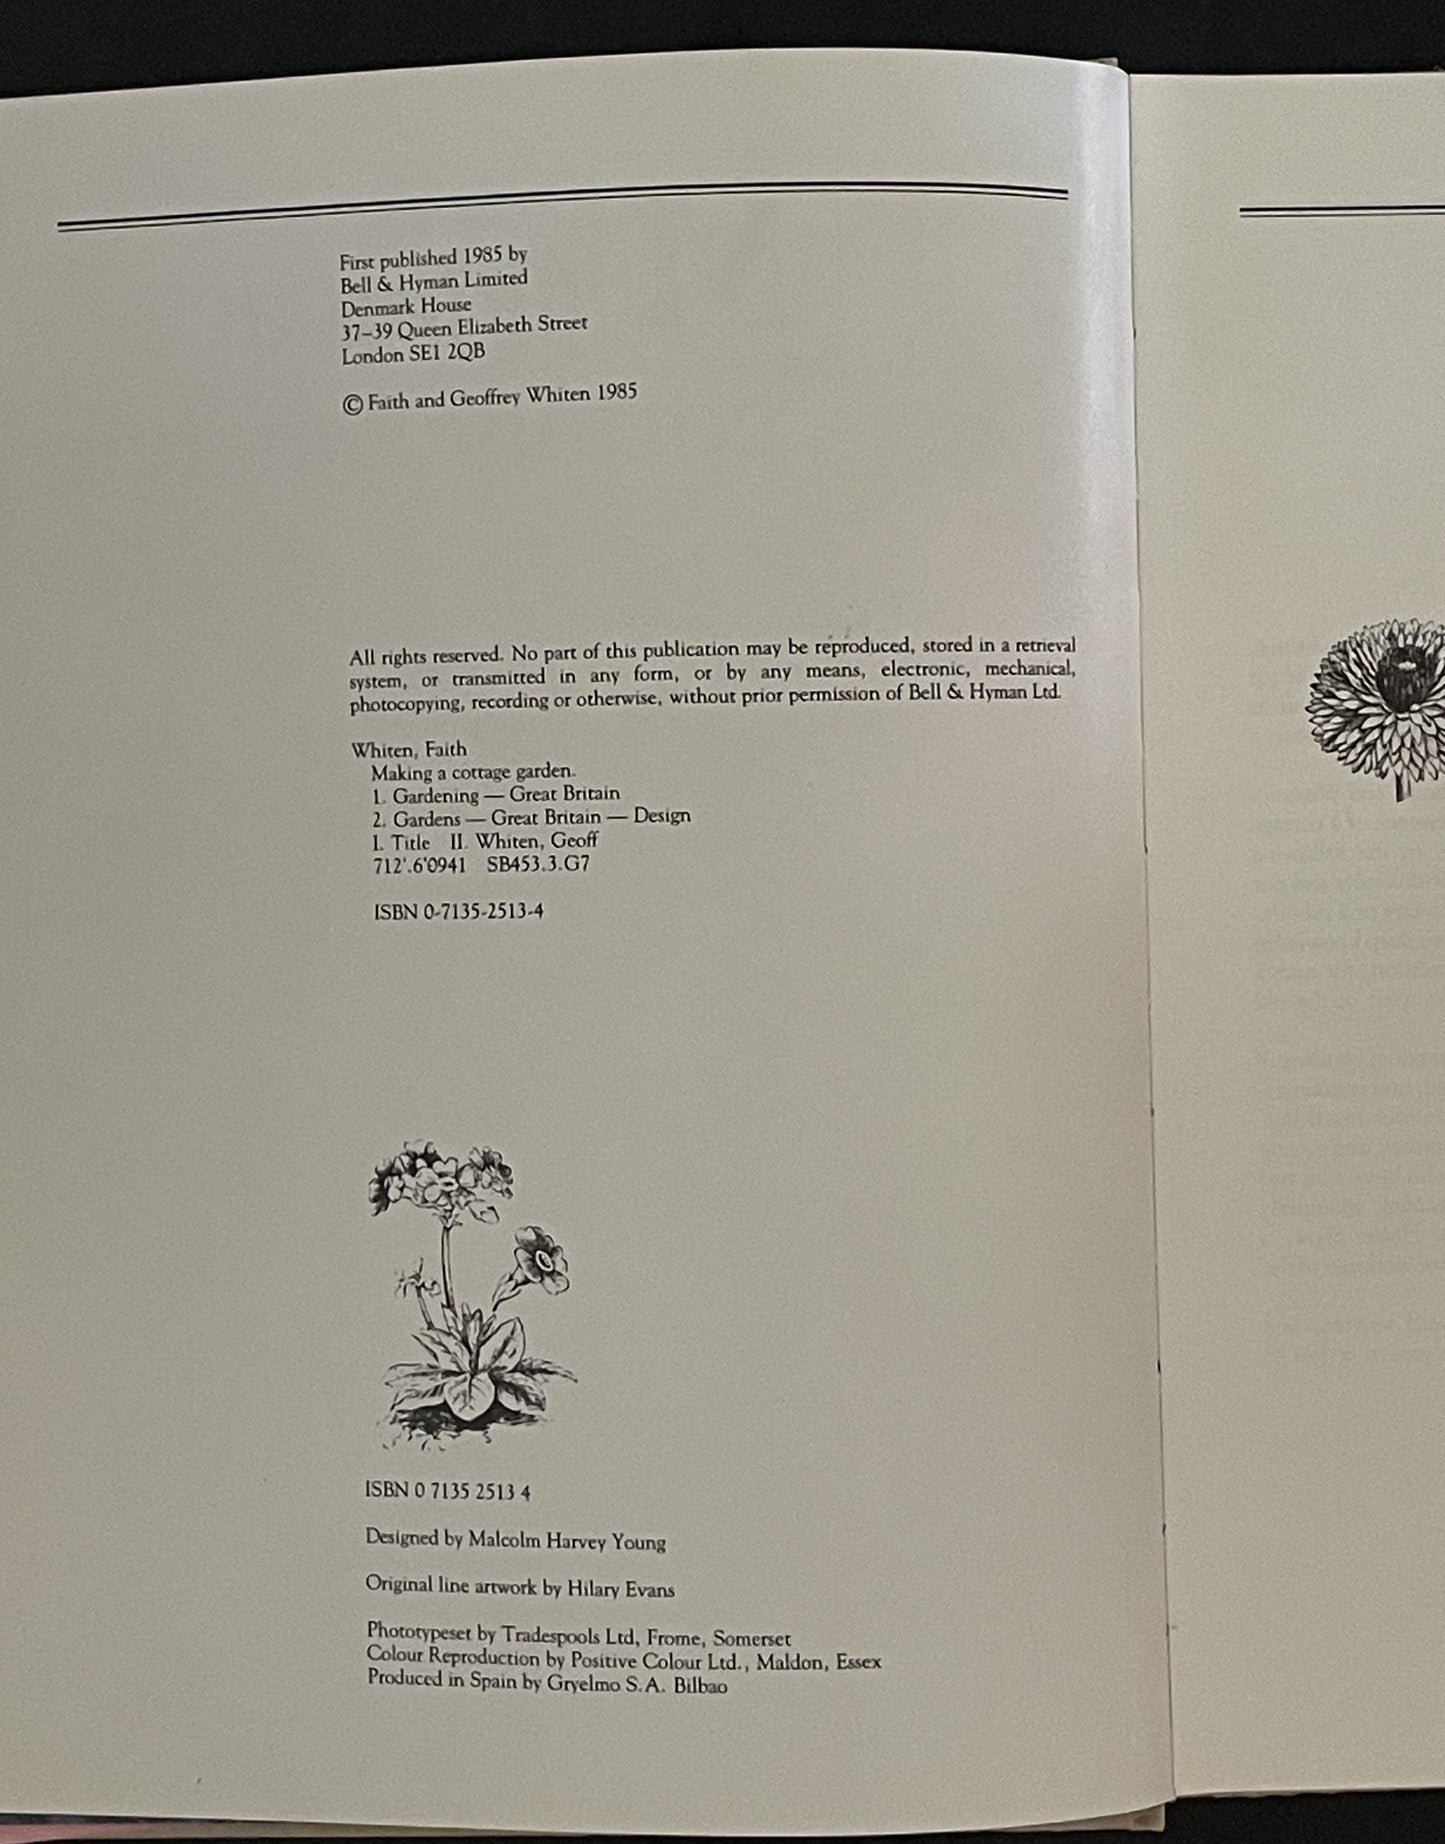 First published 1985 by
Bell & Hyman Limited
Denmark House
37–39 Queen Elizabeth Street
London SE1 2QB
© Faith and Geoffrey Whiten 1985
All rights reserved. No part of this publication may be reproduced, stored in a retrieval
system, or transmitted in any form, or by any means, electronic, mechanical,
photocopying, recording or otherwise, without prior permission of Bell & Hyman Ltd.
Whiten, Faith
Making a cottage garden.
1. Gardening — Great Britain
2. Gardens — Great Britain — Design
I. Title II. Whiten, Geoff
712'.6'0941 SB453.3.G7
ISBN 0-7135-2513-4
ISBN 0 7135 2513 4
Designed by Malcolm Harvey Young
Original line artwork by Hilary Evans
Phototypeset by Tradespools Ltd, Frome, Somerset
Colour Reproduction by Positive Colour Ltd., Maldon, Essex
Produced in Spain by Gryelmo S.A. Bilbao